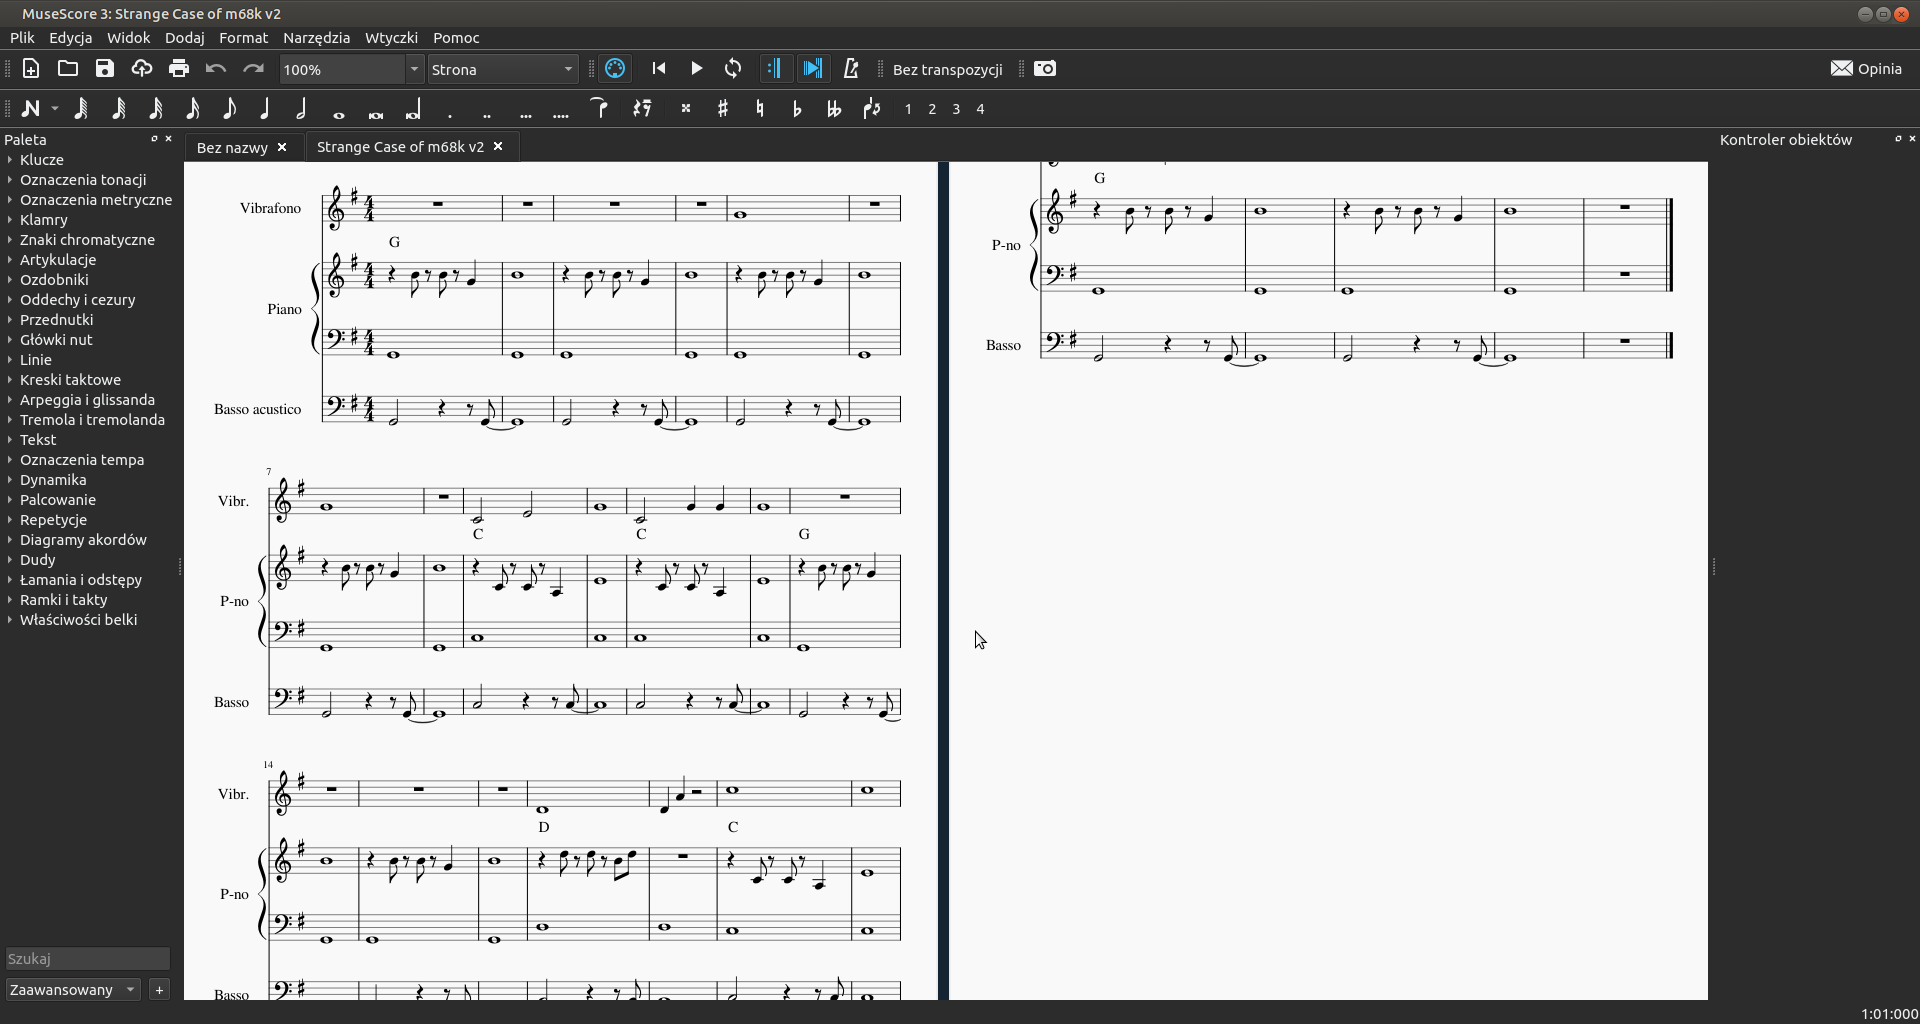 MuseScore 3: Strange Case of m68k v2
Plik Edycja Widok Dodaj Format Narzędzia Wtyczki Pomoc
100% Strona Bez transpozycji Opinia
1 2 3 4
Paleta
Klucze
Oznaczenia tonacji
Oznaczenia metryczne
Klamry
Znaki chromatyczne
Artykulacje
Ozdobniki
Oddechy i cezury
Przednutki
Główki nut
Linie
Kreski taktowe
Arpeggia i glissanda
Tremola i tremolanda
Tekst
Oznaczenia tempa
Dynamika
Palcowanie
Repetycje
Diagramy akordów
Dudy
Łamania i odstępy
Ramki i takty
Właściwości belki
Szukaj
Zaawansowany +
Bez nazwy Strange Case of m68k v2
Vibrafono
G
Piano
Basso acustico
7
Vibr.
C C G
P-no
Basso
14
Vibr.
D C
P-no
Basso
G
P-no
Basso
Kontroler obiektów
1:01:000